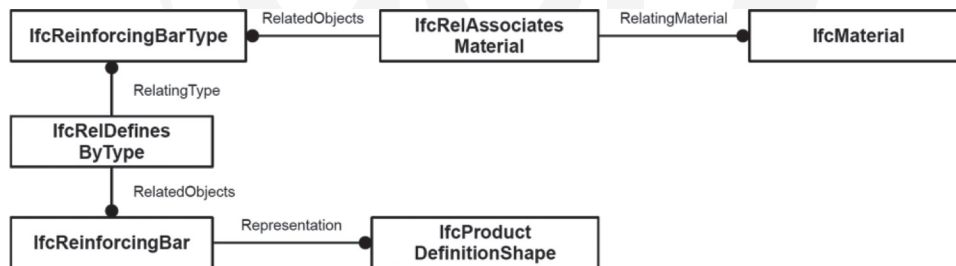 RelatedObjects
RelatingMaterial
IfcReinforcingBarType
IfcRelAssociates
Material
IfcMaterial
RelatingType
IfcRelDefines
ByType
RelatedObjects
Representation
IfcReinforcingBar
IfcProduct
DefinitionShape